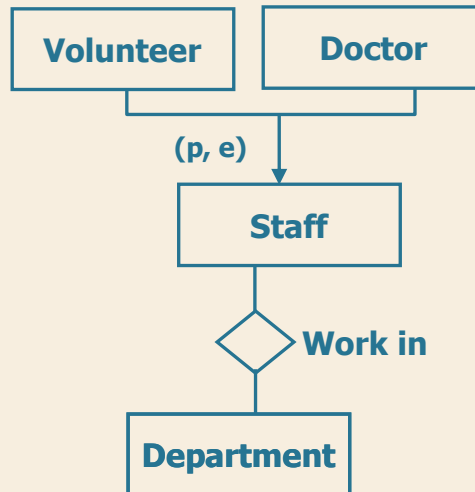 Volunteer
Doctor
(p, e)
Staff
Work in
Department